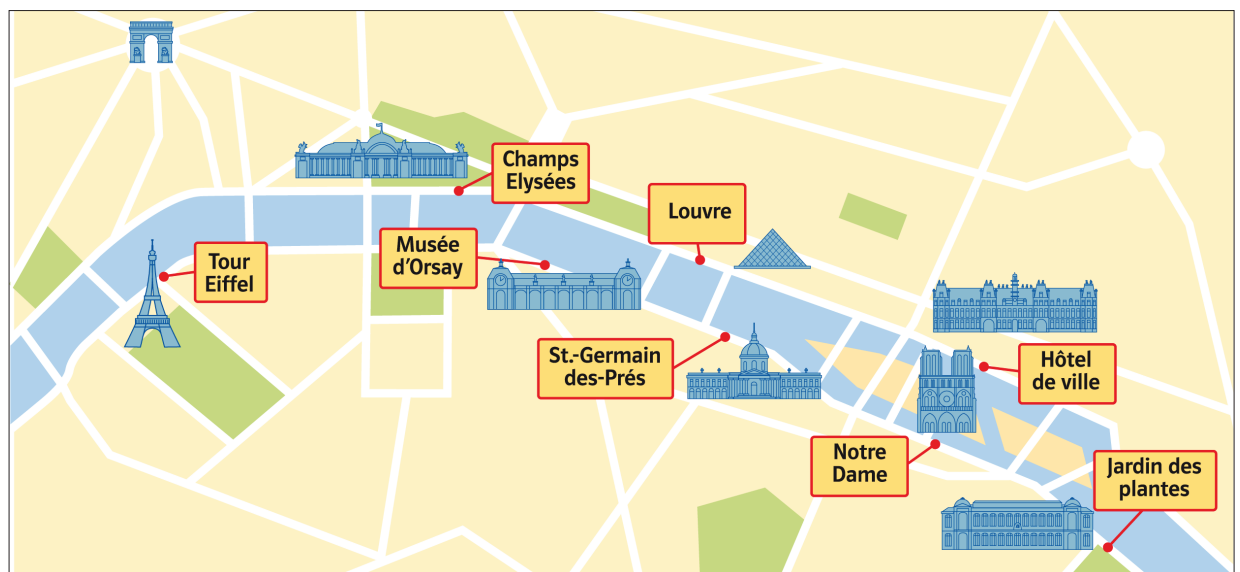 Champs
Elysées
Louvre
Musée
d'Orsay
Tour
Eiffel
St.-Germain
des-Prés
Hôtel
de ville
Notre
Dame
Jardin des
plantes